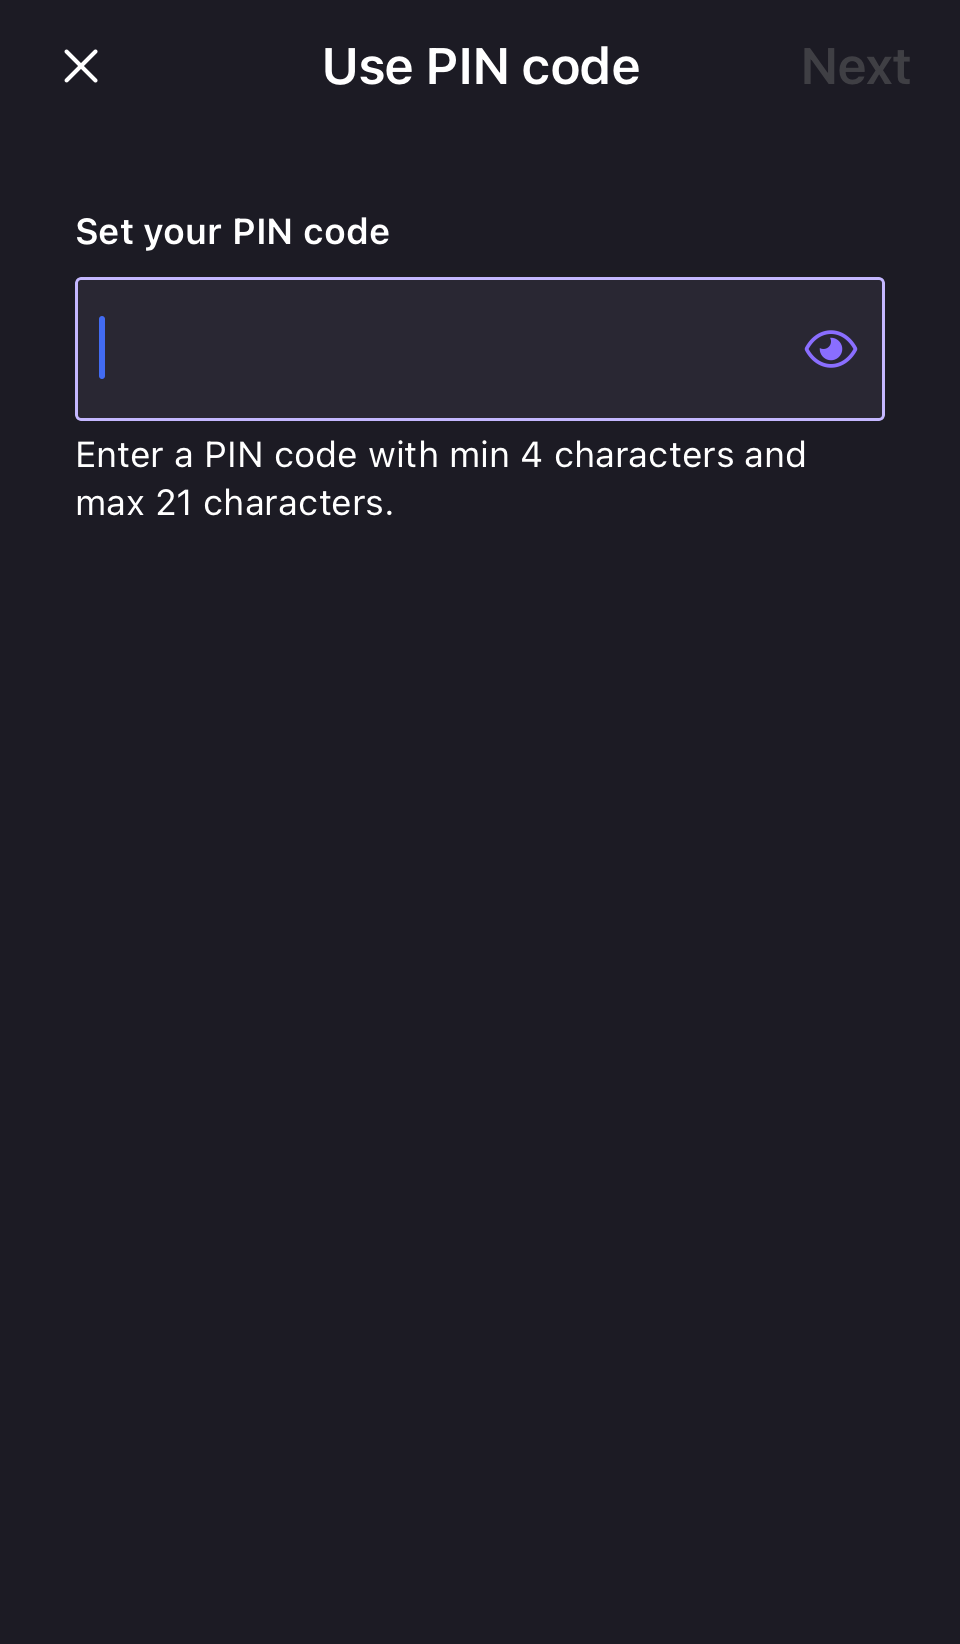 Use PIN code
Next
Set your PIN code
Enter a PIN code with min 4 characters and
max 21 characters.